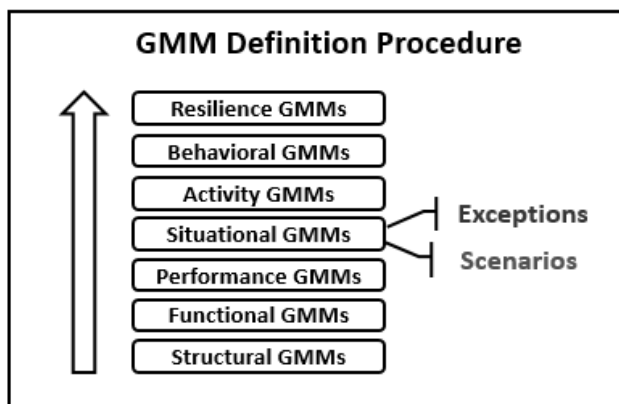 GMM Definition Procedure
Resilience GMMs
Behavioral GMMs
Activity GMMs
Situational GMMs
Exceptions
Scenarios
Performance GMMs
Functional GMMs
Structural GMMs